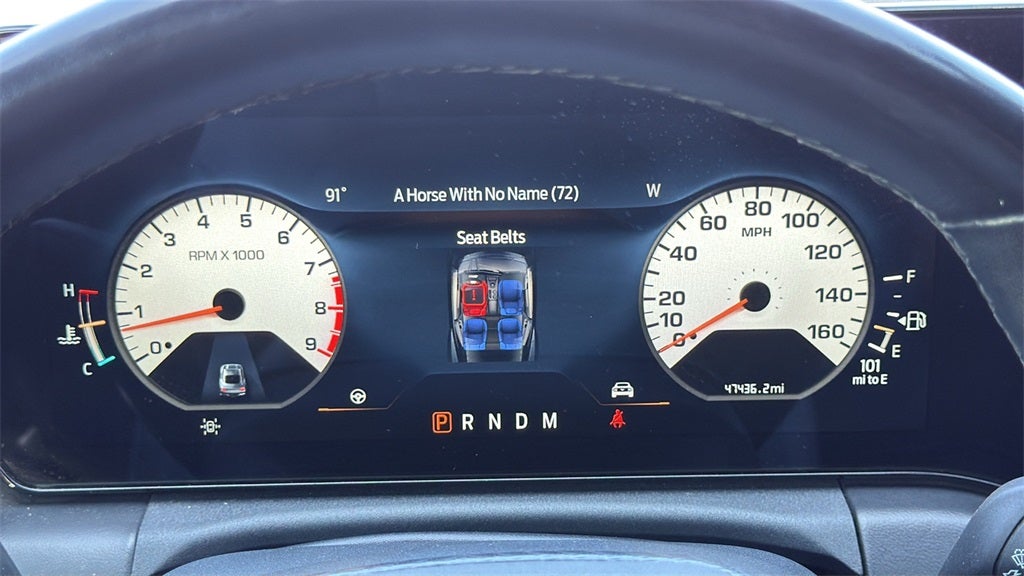 91°
A Horse With No Name (72)
W
Seat Belts
RPM X 1000
0
1
2
3
4
5
6
7
8
9
H
C
MPH
0
10
20
40
60
80
100
120
140
160
47436.2mi
F
E
101
mi to E
P R N D M